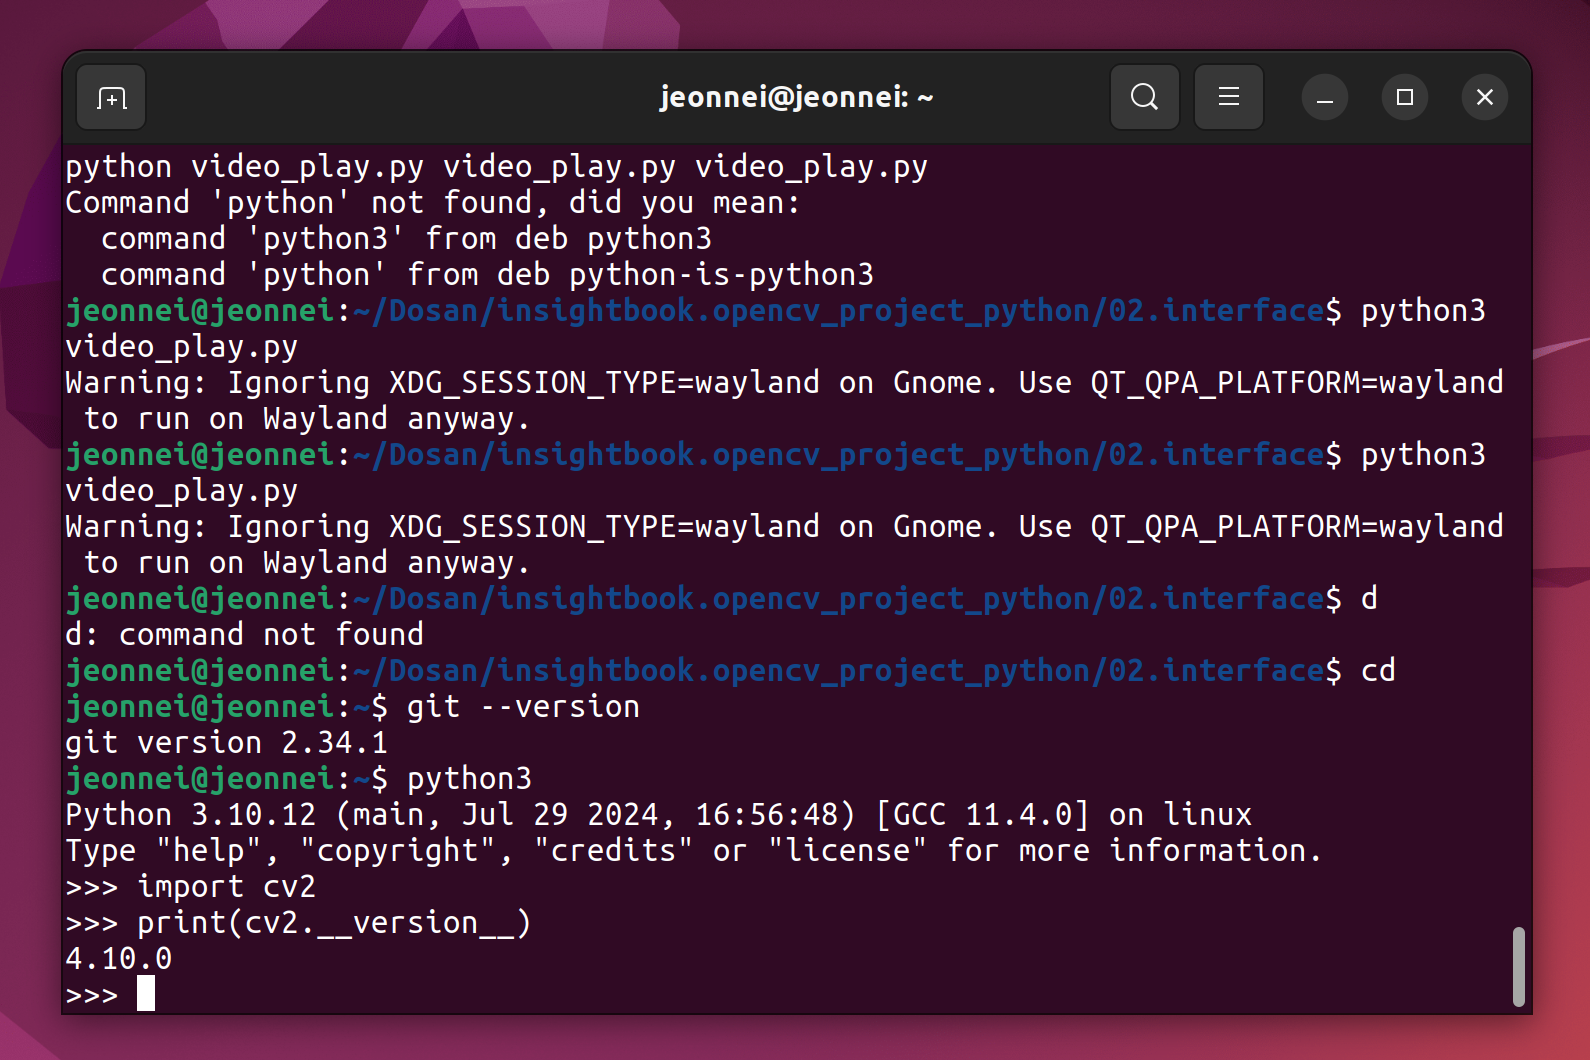 jeonnei@jeonnei: ~
python video_play.py video_play.py video_play.py
Command 'python' not found, did you mean:
  command 'python3' from deb python3
  command 'python' from deb python-is-python3
jeonnei@jeonnei:~/Dosan/insightbook.opencv_project_python/02.interface$ python3
video_play.py
Warning: Ignoring XDG_SESSION_TYPE=wayland on Gnome. Use QT_QPA_PLATFORM=wayland
 to run on Wayland anyway.
jeonnei@jeonnei:~/Dosan/insightbook.opencv_project_python/02.interface$ python3
video_play.py
Warning: Ignoring XDG_SESSION_TYPE=wayland on Gnome. Use QT_QPA_PLATFORM=wayland
 to run on Wayland anyway.
jeonnei@jeonnei:~/Dosan/insightbook.opencv_project_python/02.interface$ d
d: command not found
jeonnei@jeonnei:~/Dosan/insightbook.opencv_project_python/02.interface$ cd
jeonnei@jeonnei:~$ git --version
git version 2.34.1
jeonnei@jeonnei:~$ python3
Python 3.10.12 (main, Jul 29 2024, 16:56:48) [GCC 11.4.0] on linux
Type "help", "copyright", "credits" or "license" for more information.
>>> import cv2
>>> print(cv2.__version__)
4.10.0
>>>